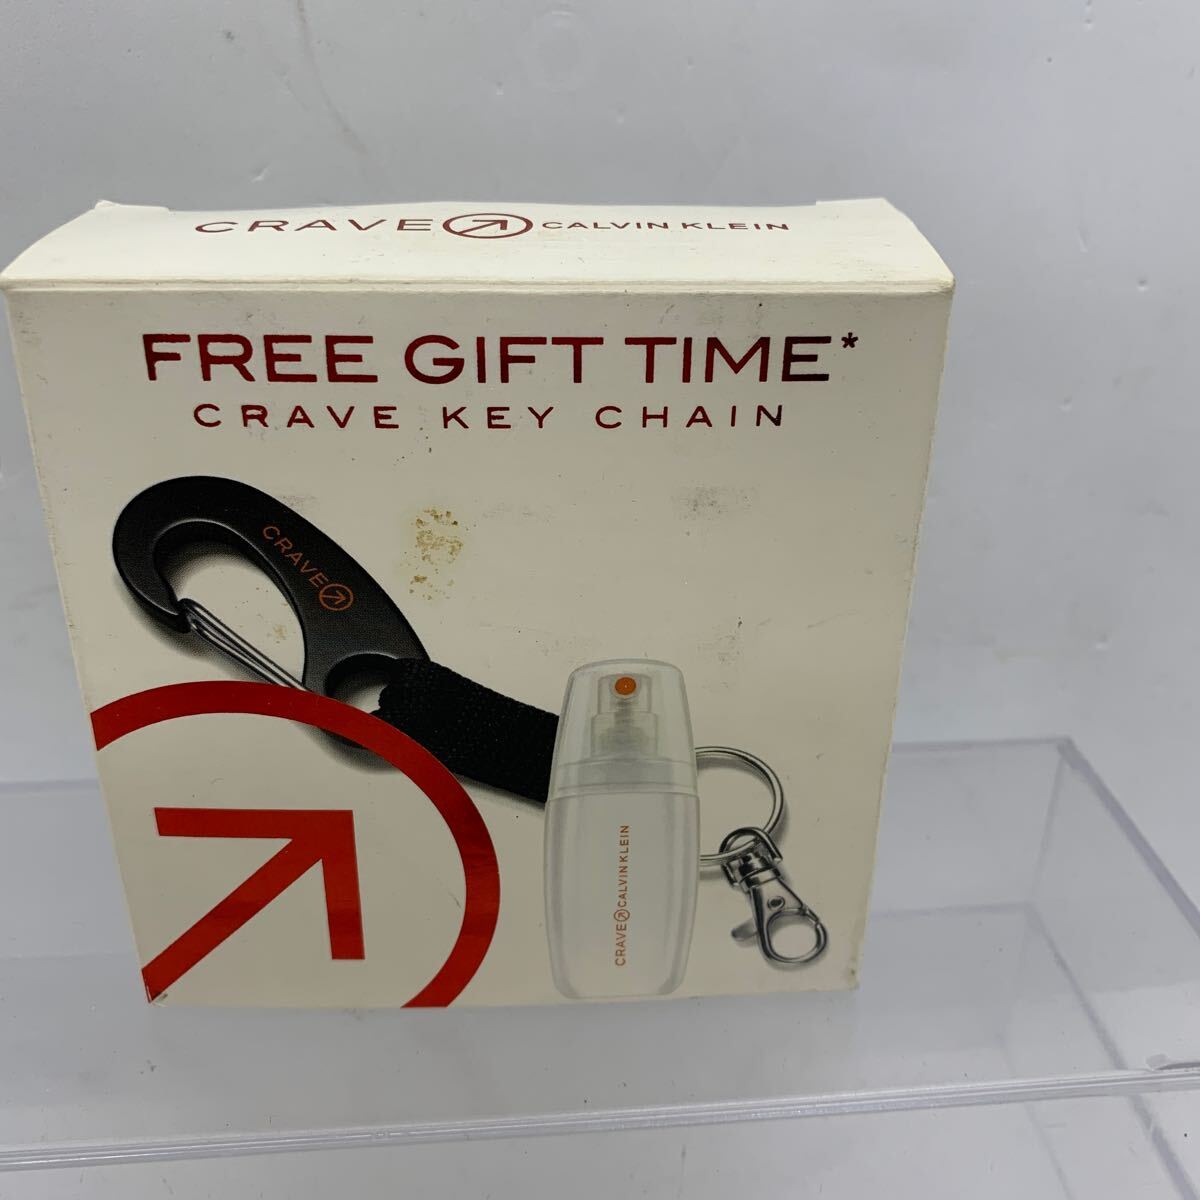 CRAVE CALVIN KLEIN
FREE GIFT TIME*
CRAVE KEY CHAIN
CRAVE
CRAVE CALVIN KLEIN